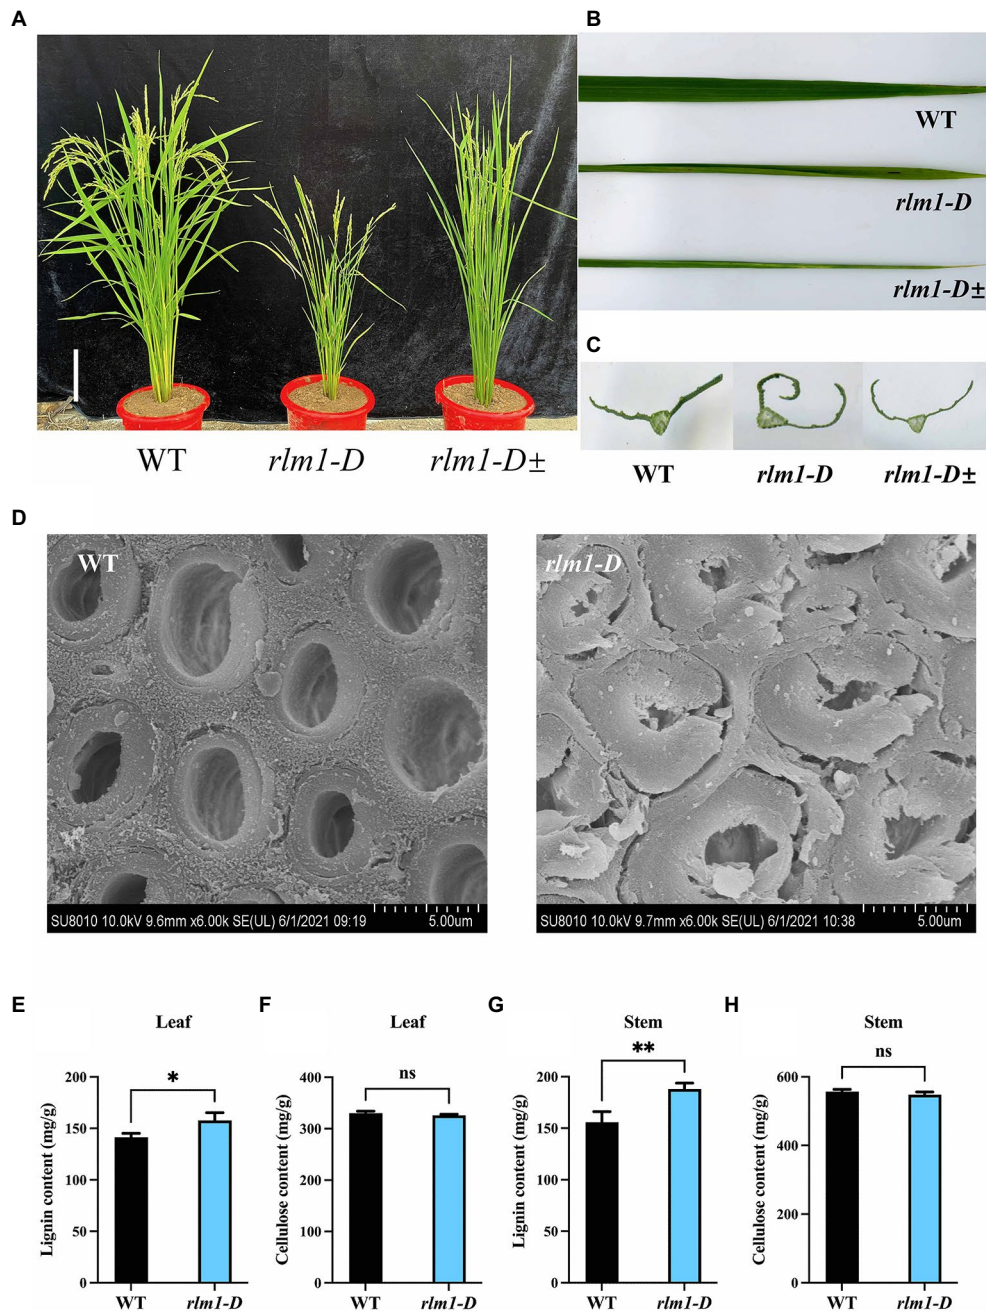 A
B
WT
rlm1-D
rlm1-D±
WT
rlm1-D
rlm1-D±
C
WT
rlm1-D
rlm1-D±
D
WT
rlm1-D
SU8010 10.0kV 9.6mm x6.00k SE(UL) 6/1/2021 09:19 5.00um
SU8010 10.0kV 9.7mm x6.00k SE(UL) 6/1/2021 10:38 5.00um
E
Leaf
Lignin content (mg/g)
200
150
100
50
0
*
WT
rlm1-D
F
Leaf
Cellulose content (mg/g)
400
300
200
100
0
ns
WT
rlm1-D
G
Stem
Lignin content (mg/g)
200
150
100
50
0
**
WT
rlm1-D
H
Stem
Cellulose content (mg/g)
600
400
200
0
ns
WT
rlm1-D